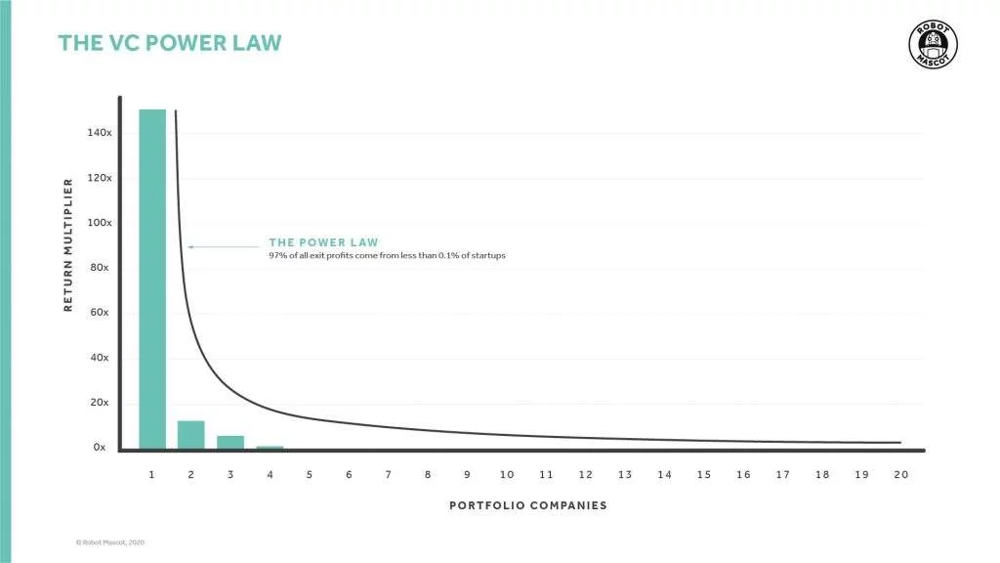 THE VC POWER LAW
ROBOT
MASCOT
RETURN MULTIPLIER
140x
120x
100x
80x
60x
40x
20x
0x
THE POWER LAW
97% of all exit profits come from less than 0.1% of startups
1 2 3 4 5 6 7 8 9 10 11 12 13 14 15 16 17 18 19 20
PORTFOLIO COMPANIES
© Robot Mascot, 2020